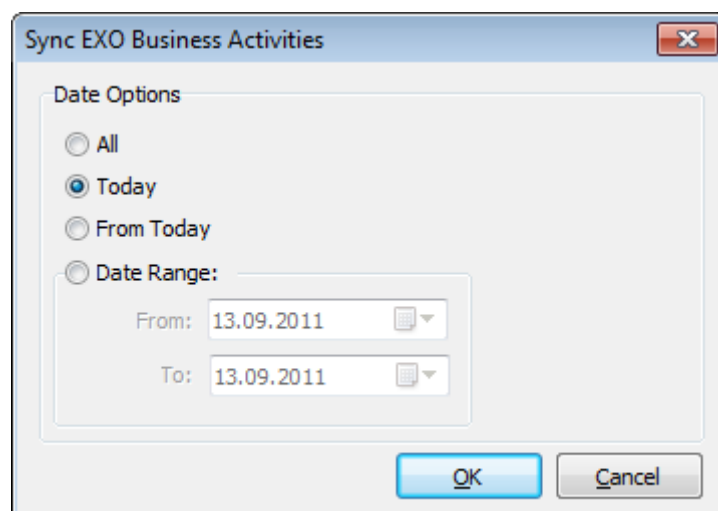 Sync EXO Business Activities
Date Options
All
Today
From Today
Date Range:
From: 13.09.2011
To: 13.09.2011
OK Cancel